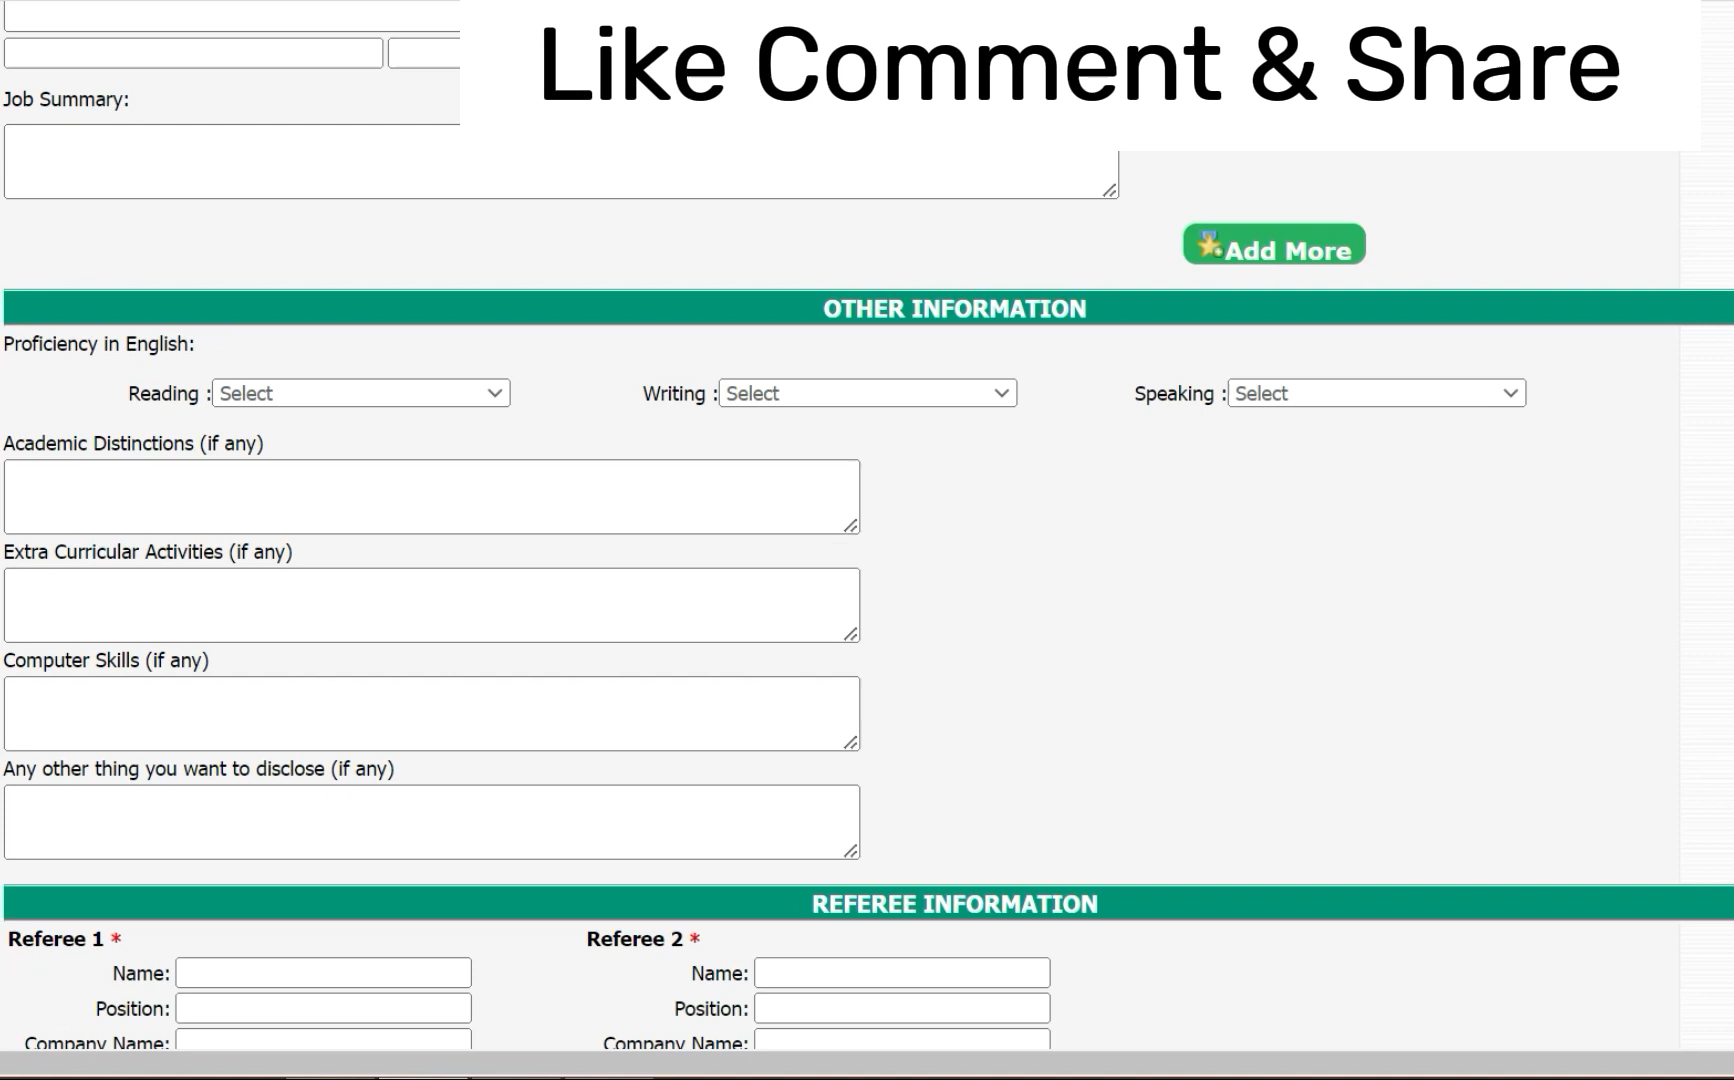 Like Comment & Share
Job Summary:
Add More
OTHER INFORMATION
Proficiency in English:
Reading : Select Writing : Select Speaking : Select
Academic Distinctions (if any)
Extra Curricular Activities (if any)
Computer Skills (if any)
Any other thing you want to disclose (if any)
REFEREE INFORMATION
Referee 1 * Referee 2 *
Name: Name:
Position: Position:
Company Name: Company Name: